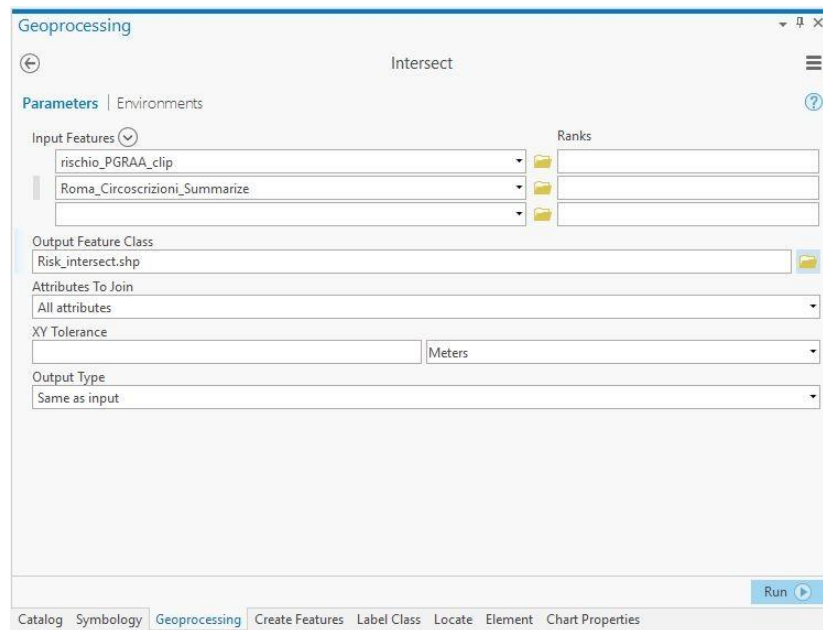 Geoprocessing
Intersect
Parameters | Environments
Input Features Ranks
rischio_PGRAA_clip
Roma_Circoscrizioni_Summarize
Output Feature Class
Risk_intersect.shp
Attributes To Join
All attributes
XY Tolerance
Meters
Output Type
Same as input
Run
Catalog Symbology Geoprocessing Create Features Label Class Locate Element Chart Properties